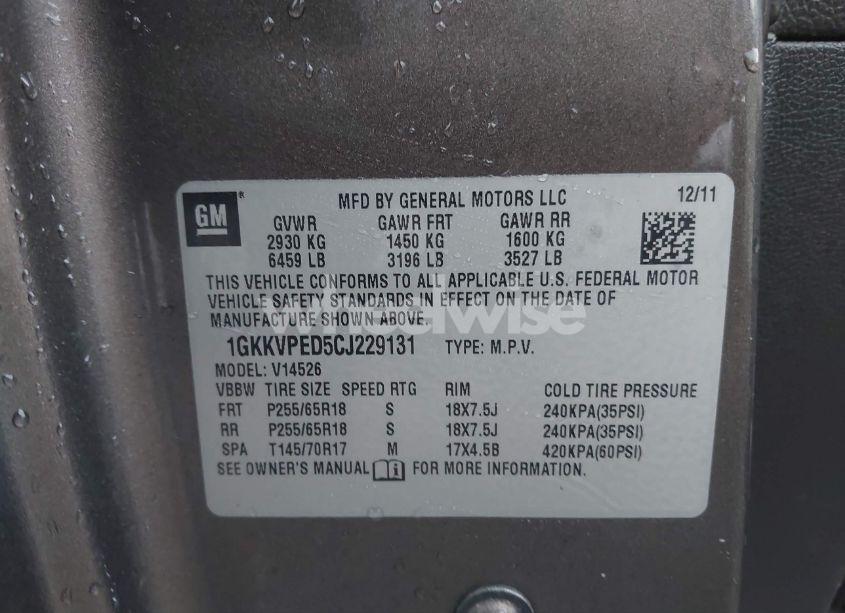 GM
MFD BY GENERAL MOTORS LLC 12/11
GVWR GAWR FRT GAWR RR
2930 KG 1450 KG 1600 KG
6459 LB 3196 LB 3527 LB
THIS VEHICLE CONFORMS TO ALL APPLICABLE U.S. FEDERAL MOTOR
VEHICLE SAFETY STANDARDS IN EFFECT ON THE DATE OF
MANUFACTURE SHOWN ABOVE.
wheelwise
1GKKVPED5CJ229131 TYPE: M.P.V.
MODEL: V14526
VBBW TIRE SIZE SPEED RTG RIM COLD TIRE PRESSURE
FRT P255/65R18 S 18X7.5J 240KPA(35PSI)
RR P255/65R18 S 18X7.5J 240KPA(35PSI)
SPA T145/70R17 M 17X4.5B 420KPA(60PSI)
SEE OWNER'S MANUAL FOR MORE INFORMATION.